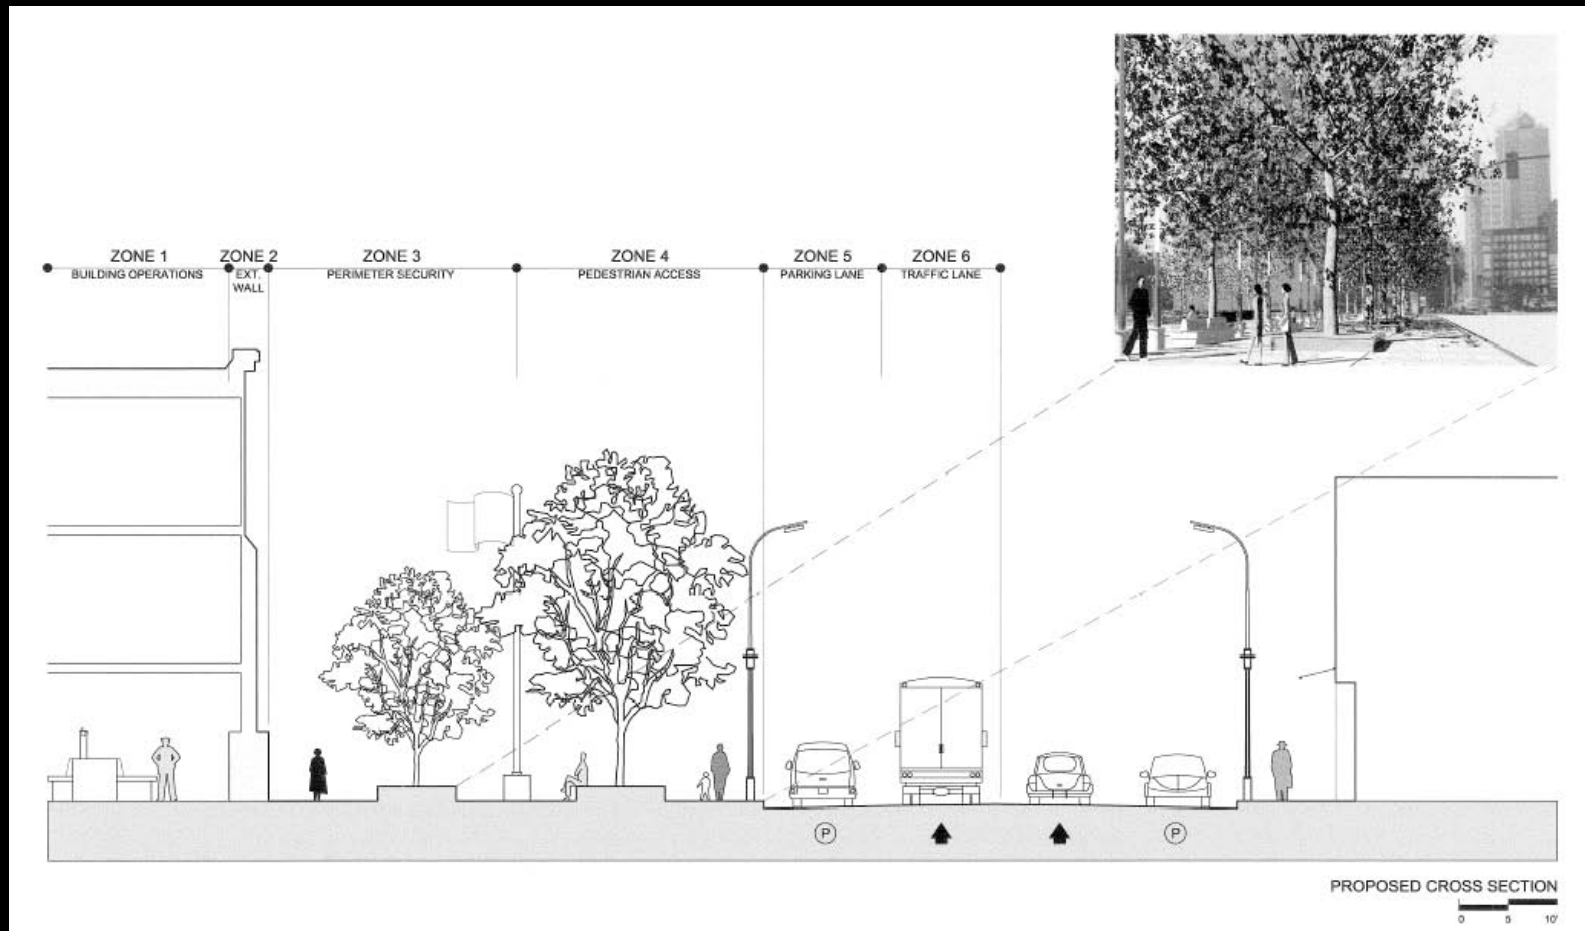 ZONE 1
BUILDING OPERATIONS
ZONE 2
EXT.
WALL
ZONE 3
PERIMETER SECURITY
ZONE 4
PEDESTRIAN ACCESS
ZONE 5
PARKING LANE
ZONE 6
TRAFFIC LANE
P
P
PROPOSED CROSS SECTION
0 5 10'